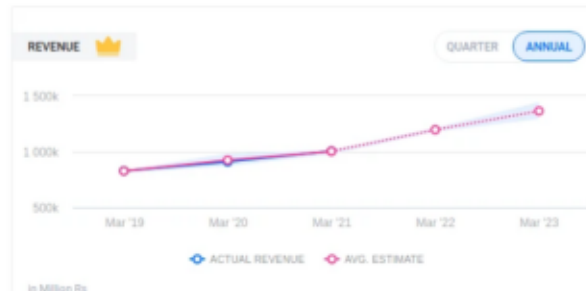 REVENUE
QUARTER ANNUAL
1 500k
1 000k
500k
Mar '19 Mar '20 Mar '21 Mar '22 Mar '23
ACTUAL REVENUE AVG. ESTIMATE
in Million Rs